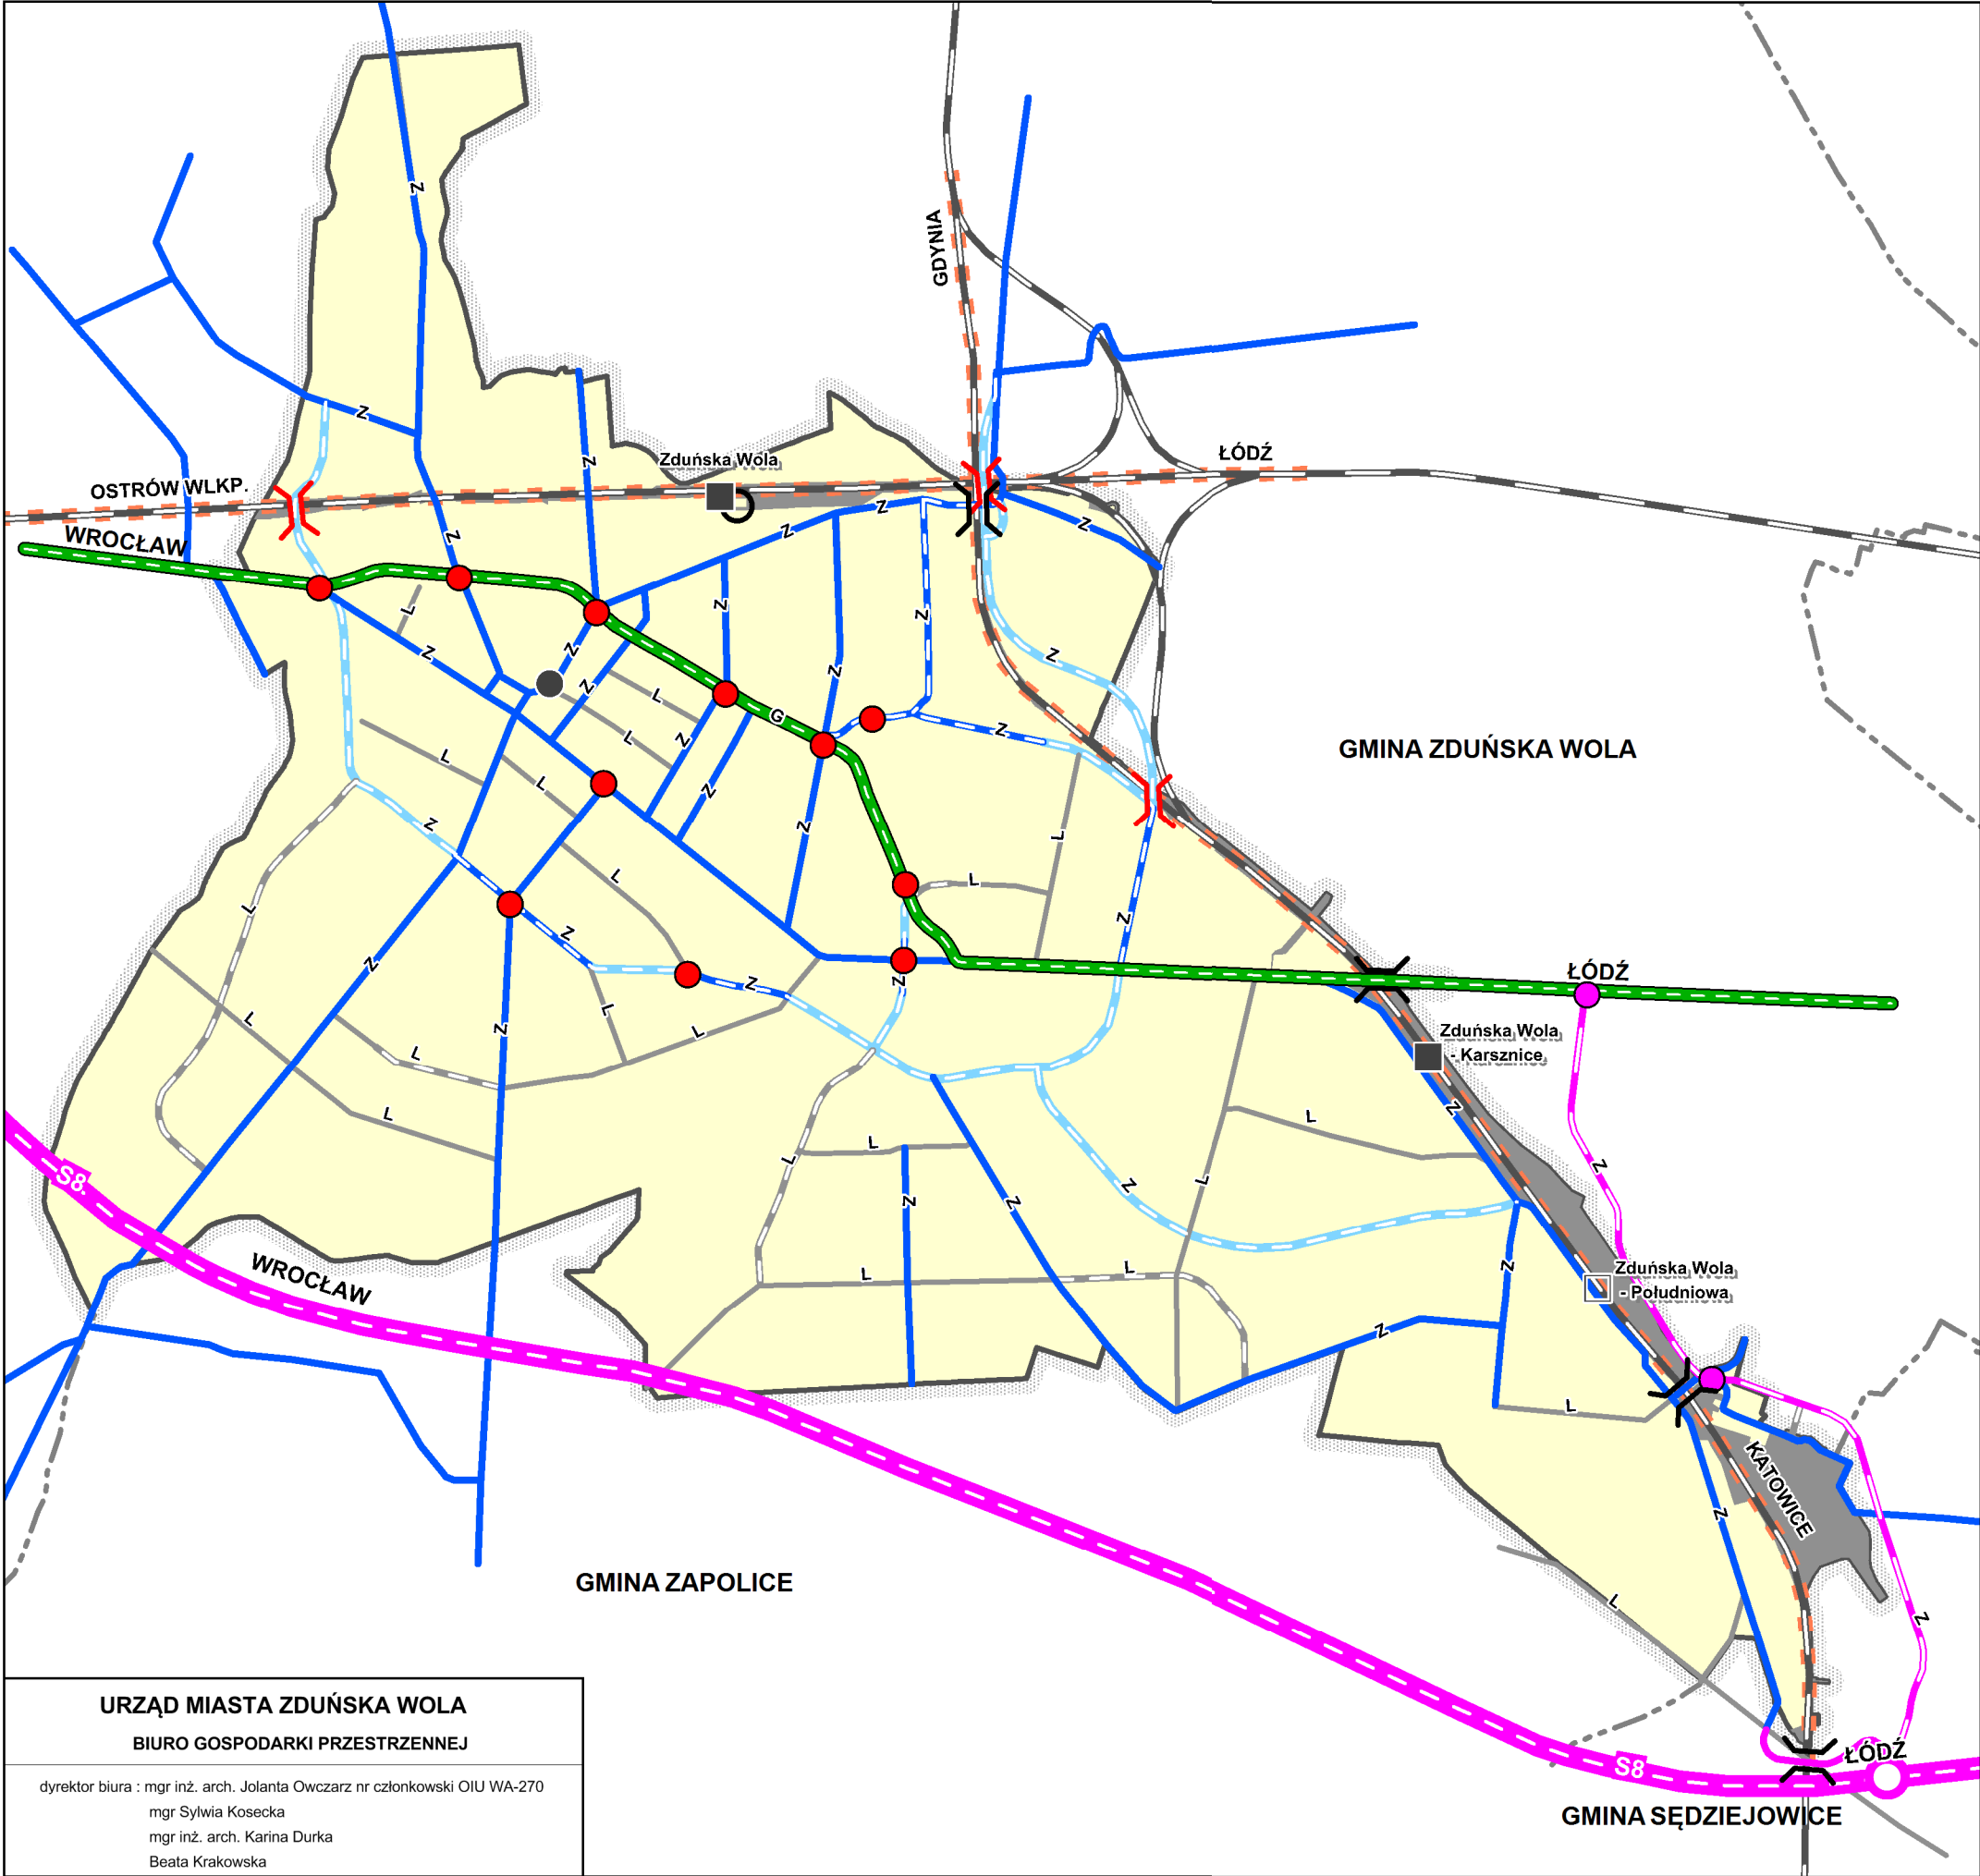 GDYNIA
Z
Z
ŁÓDŹ
Zduńska Wola
Z
OSTRÓW WLKP.
Z
Z
Z
Z
Z
WROCŁAW
L
Z
Z
Z
Z
Z
Z
Z
L
L
G
Z
L
Z
Z
GMINA ZDUŃSKA WOLA
L
L
Z
Z
Z
L
L
L
L
Z
Z
Z
Z
Z
ŁÓDŹ
L
L
L
Z
L
L
Zduńska Wola
- Karsznice
L
Z
L
L
L
Z
L
L
Z
Z
Z
S8
WROCŁAW
L
L
Z
Zduńska Wola
- Południowa
Z
L
KATOWICE
Z
GMINA ZAPOLICE
L
Z
URZĄD MIASTA ZDUŃSKA WOLA
BIURO GOSPODARKI PRZESTRZENNEJ
dyrektor biura : mgr inż. arch. Jolanta Owczarz nr członkowski OIU WA-270
mgr Sylwia Kosecka
mgr inż. arch. Karina Durka
Beata Krakowska
ŁÓDŹ
S8
GMINA SĘDZIEJOWICE